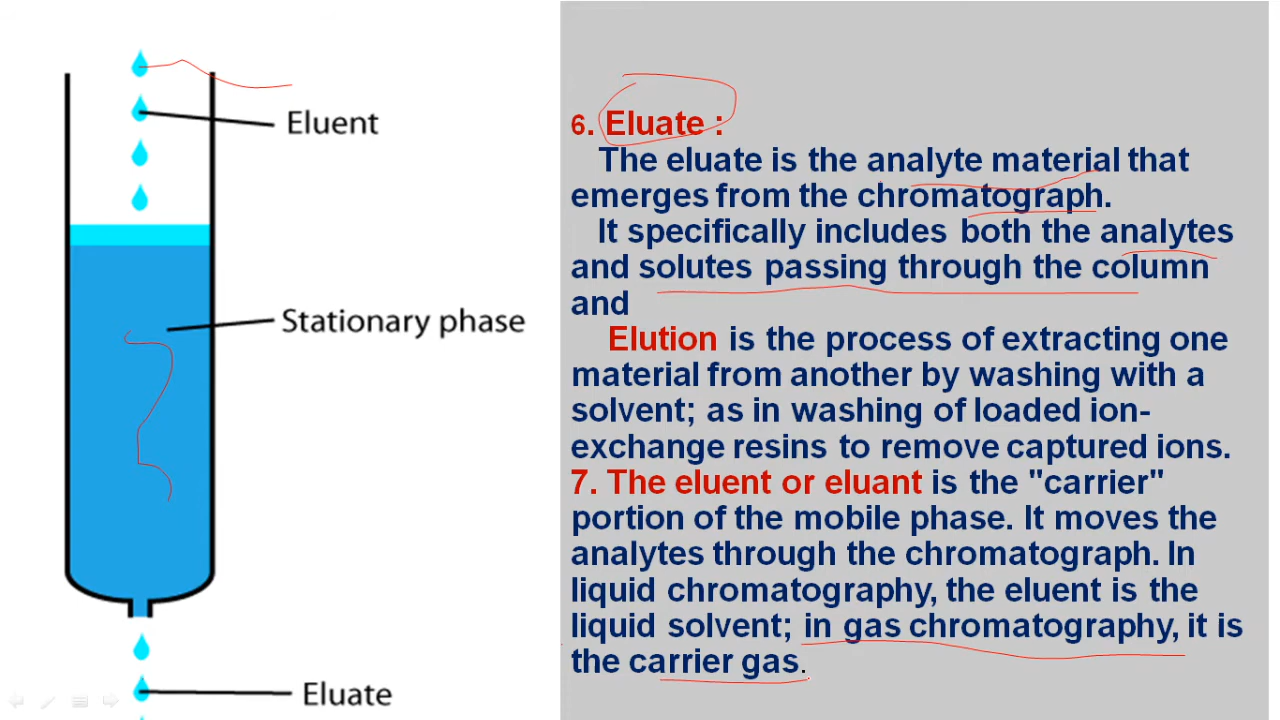 Eluent
Stationary phase
Eluate
6. Eluate :
The eluate is the analyte material that
emerges from the chromatograph.
It specifically includes both the analytes
and solutes passing through the column
and
Elution is the process of extracting one
material from another by washing with a
solvent; as in washing of loaded ion-
exchange resins to remove captured ions.
7. The eluent or eluant is the "carrier"
portion of the mobile phase. It moves the
analytes through the chromatograph. In
liquid chromatography, the eluent is the
liquid solvent; in gas chromatography, it is
the carrier gas.